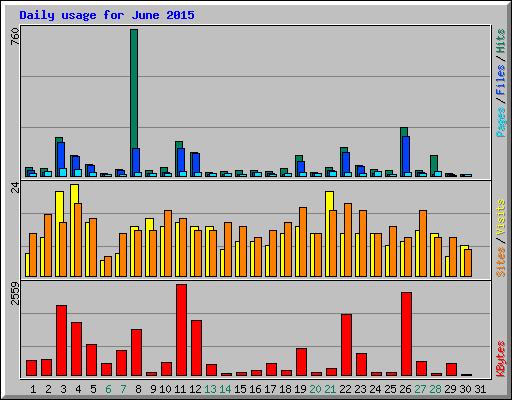 Daily usage for June 2015
760
Pages / Files / Hits
24
Sites / Visits
2559
KBytes
1 2 3 4 5 6 7 8 9 10 11 12 13 14 15 16 17 18 19 20 21 22 23 24 25 26 27 28 29 30 31